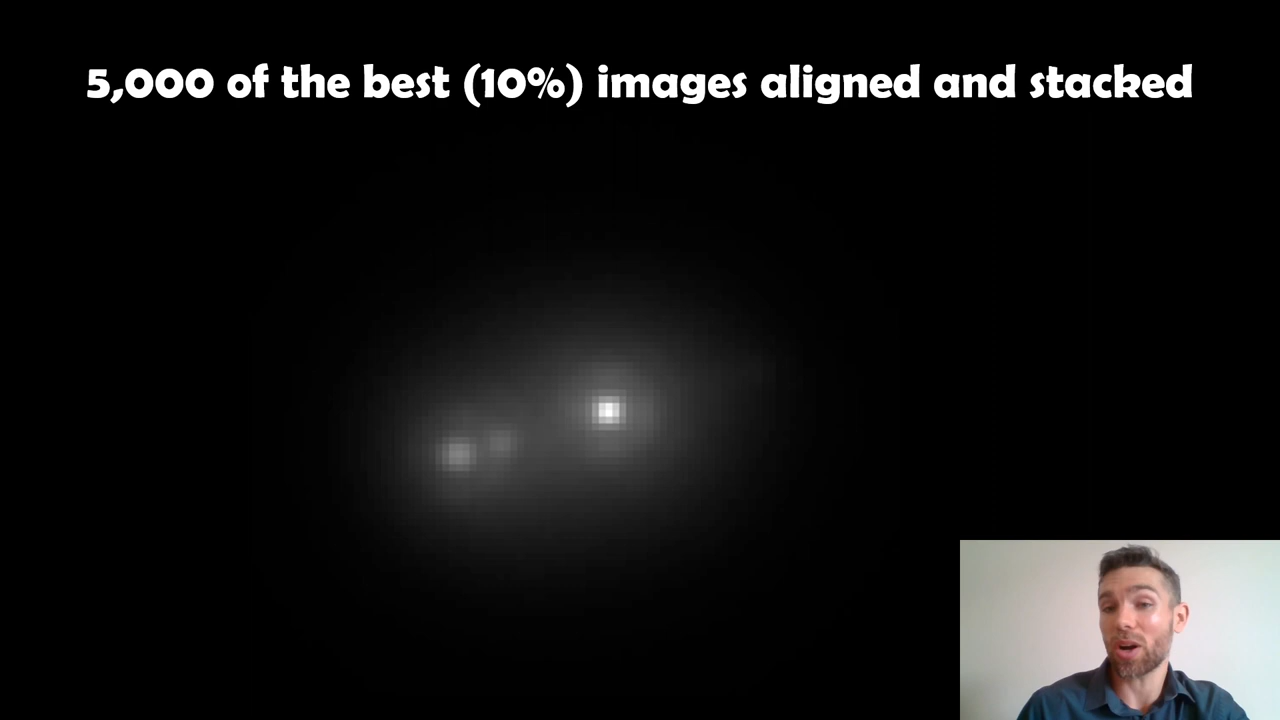 5,000 of the best (10%) images aligned and stacked